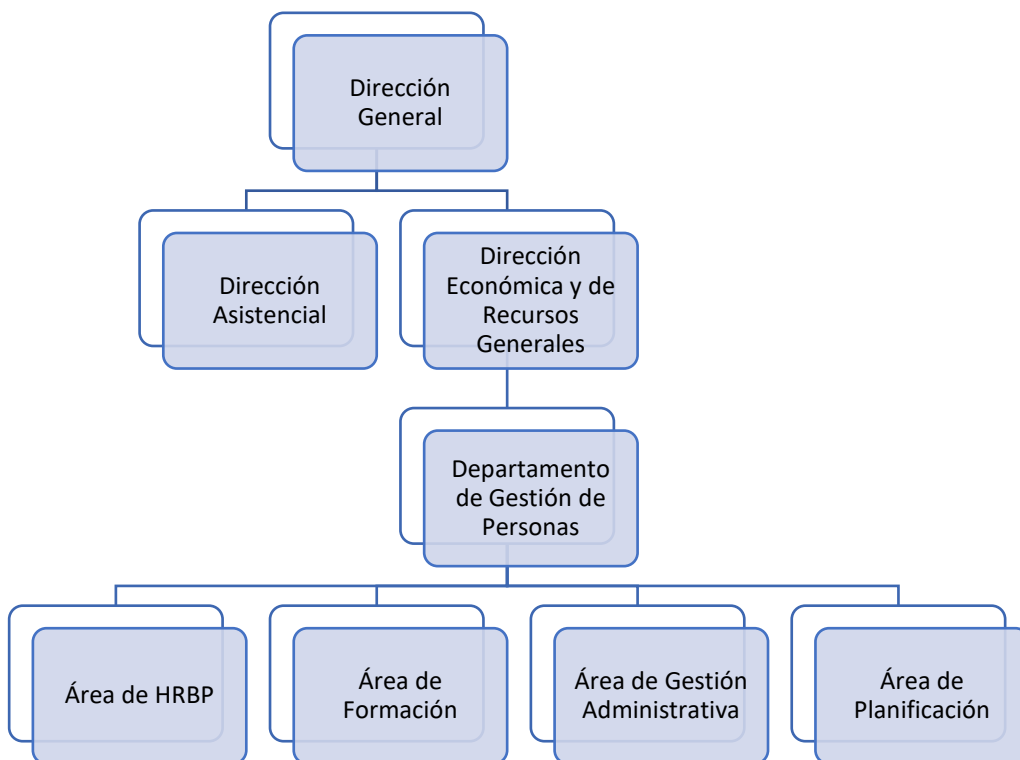 Dirección
General
Dirección
Asistencial
Dirección
Económica y de
Recursos
Generales
Departamento
de Gestión de
Personas
Área de HRBP
Área de
Formación
Área de Gestión
Administrativa
Área de
Planificación